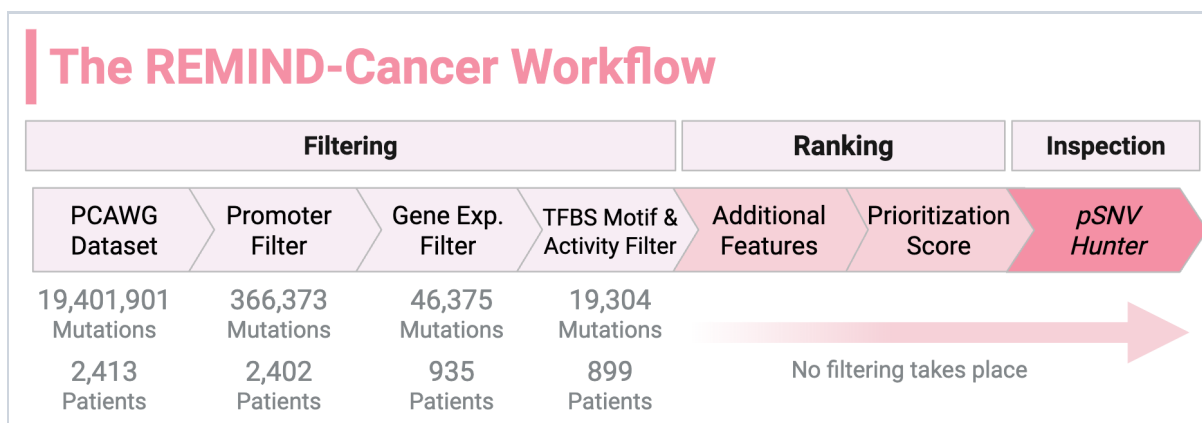 The REMIND-Cancer Workflow
Filtering
Ranking
Inspection
PCAWG
Dataset
Promoter
Filter
Gene Exp.
Filter
TFBS Motif &
Activity Filter
Additional
Features
Prioritization
Score
pSNV
Hunter
19,401,901
Mutations
366,373
Mutations
46,375
Mutations
19,304
Mutations
2,413
Patients
2,402
Patients
935
Patients
899
Patients
No filtering takes place